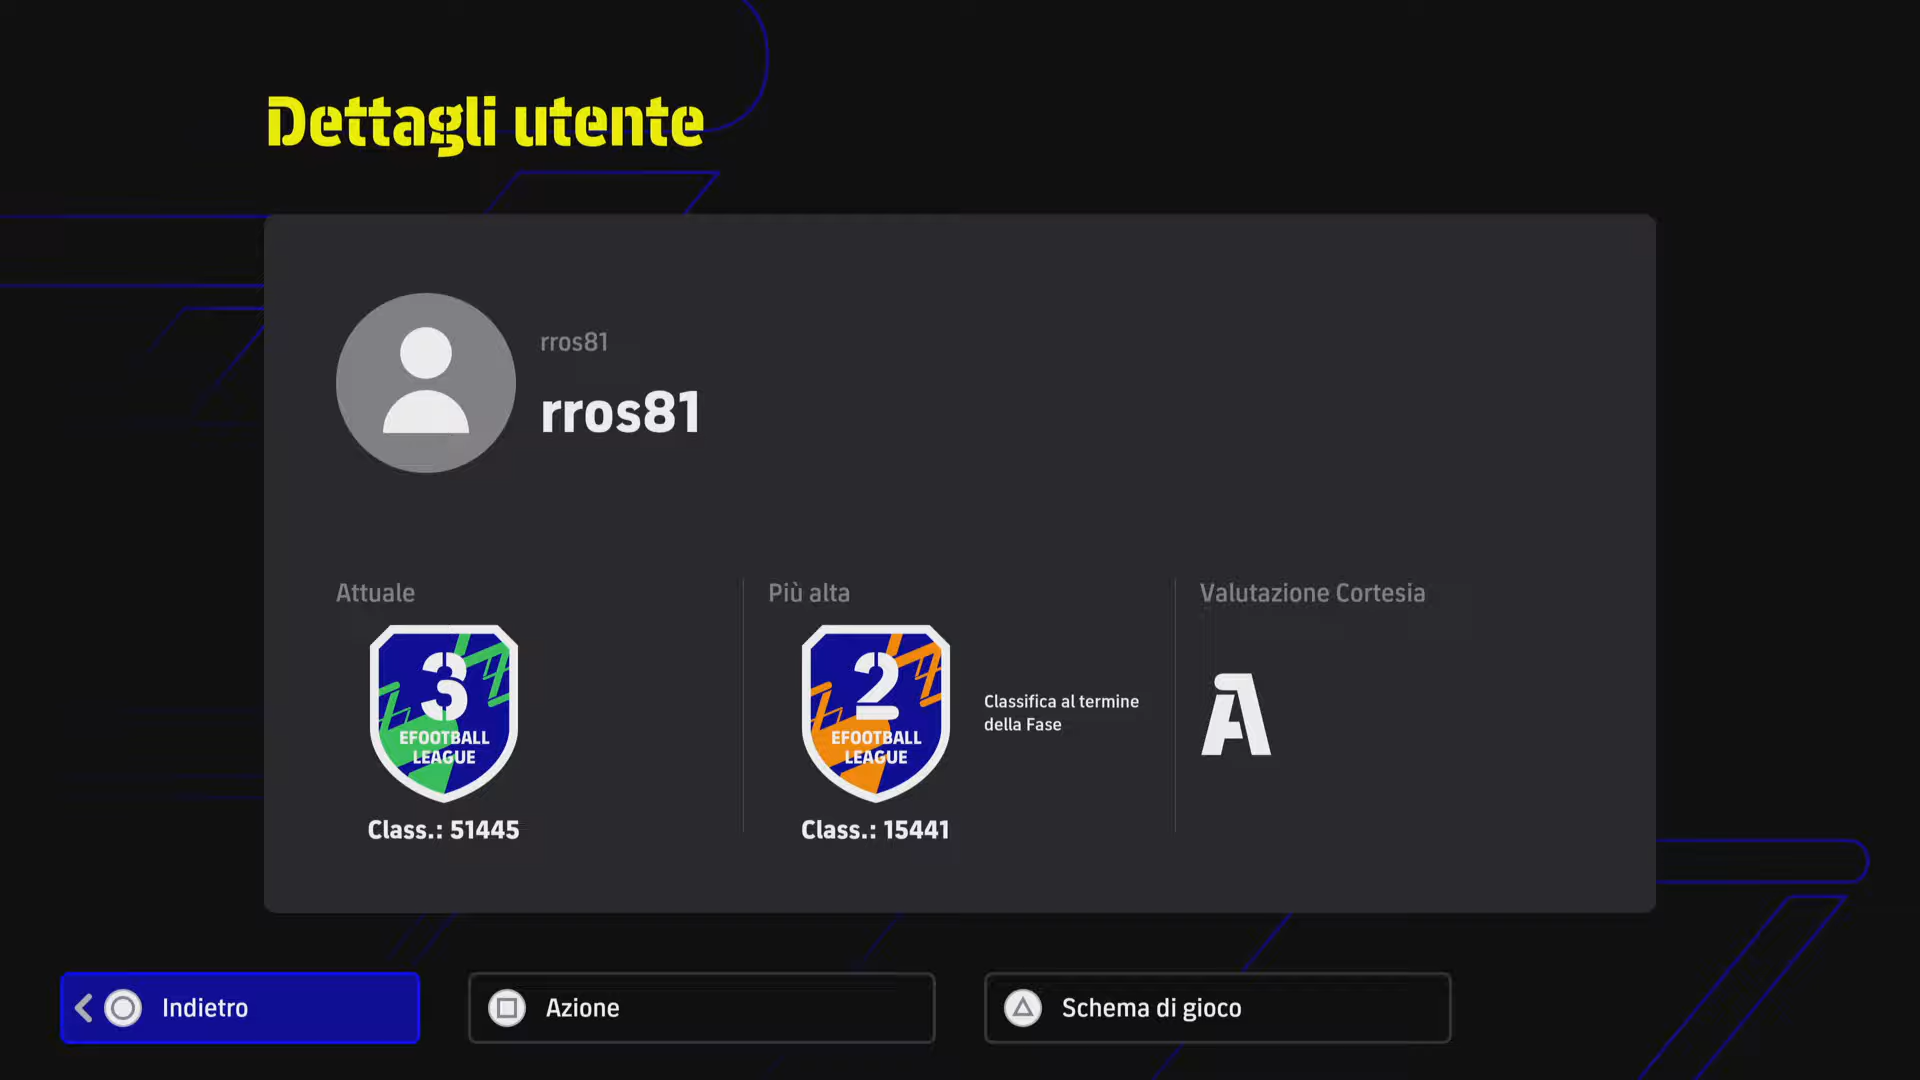 Dettagli utente
rros81
rros81
Attuale
3
EFOOTBALL
LEAGUE
Class.: 51445
Più alta
2
EFOOTBALL
LEAGUE
Class.: 15441
Classifica al termine
della Fase
Valutazione Cortesia
A
Indietro
Azione
Schema di gioco